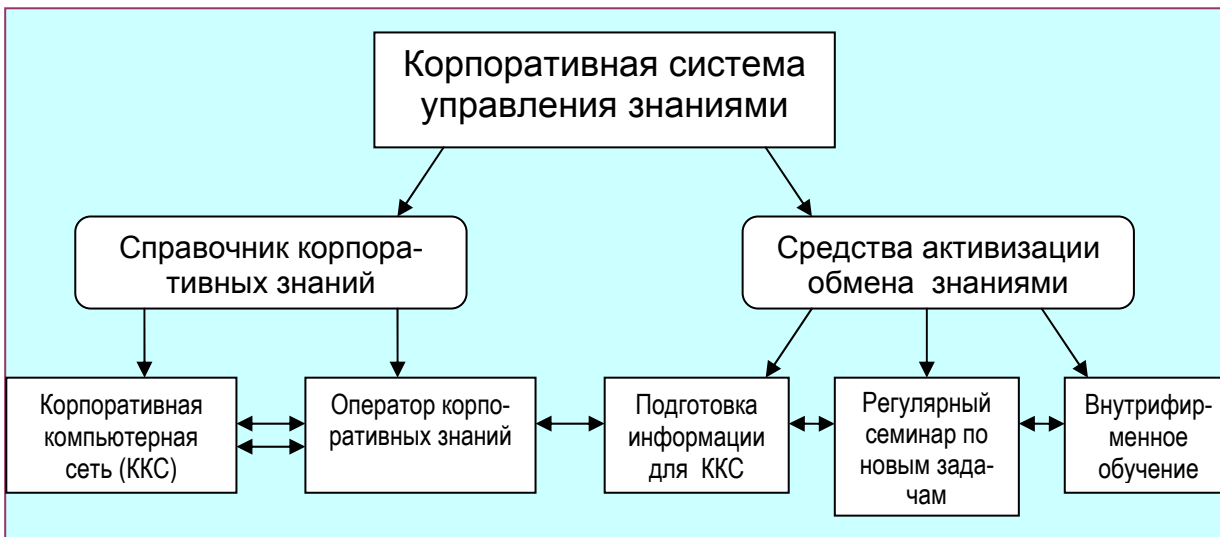 Корпоративная система
управления знаниями
Справочник корпора-
тивных знаний
Средства активизации
обмена знаниями
Корпоративная
компьютерная
сеть (ККС)
Оператор корпо-
ративных знаний
Подготовка
информации
для ККС
Регулярный
семинар по
новым зада-
чам
Внутрифир-
менное
обучение